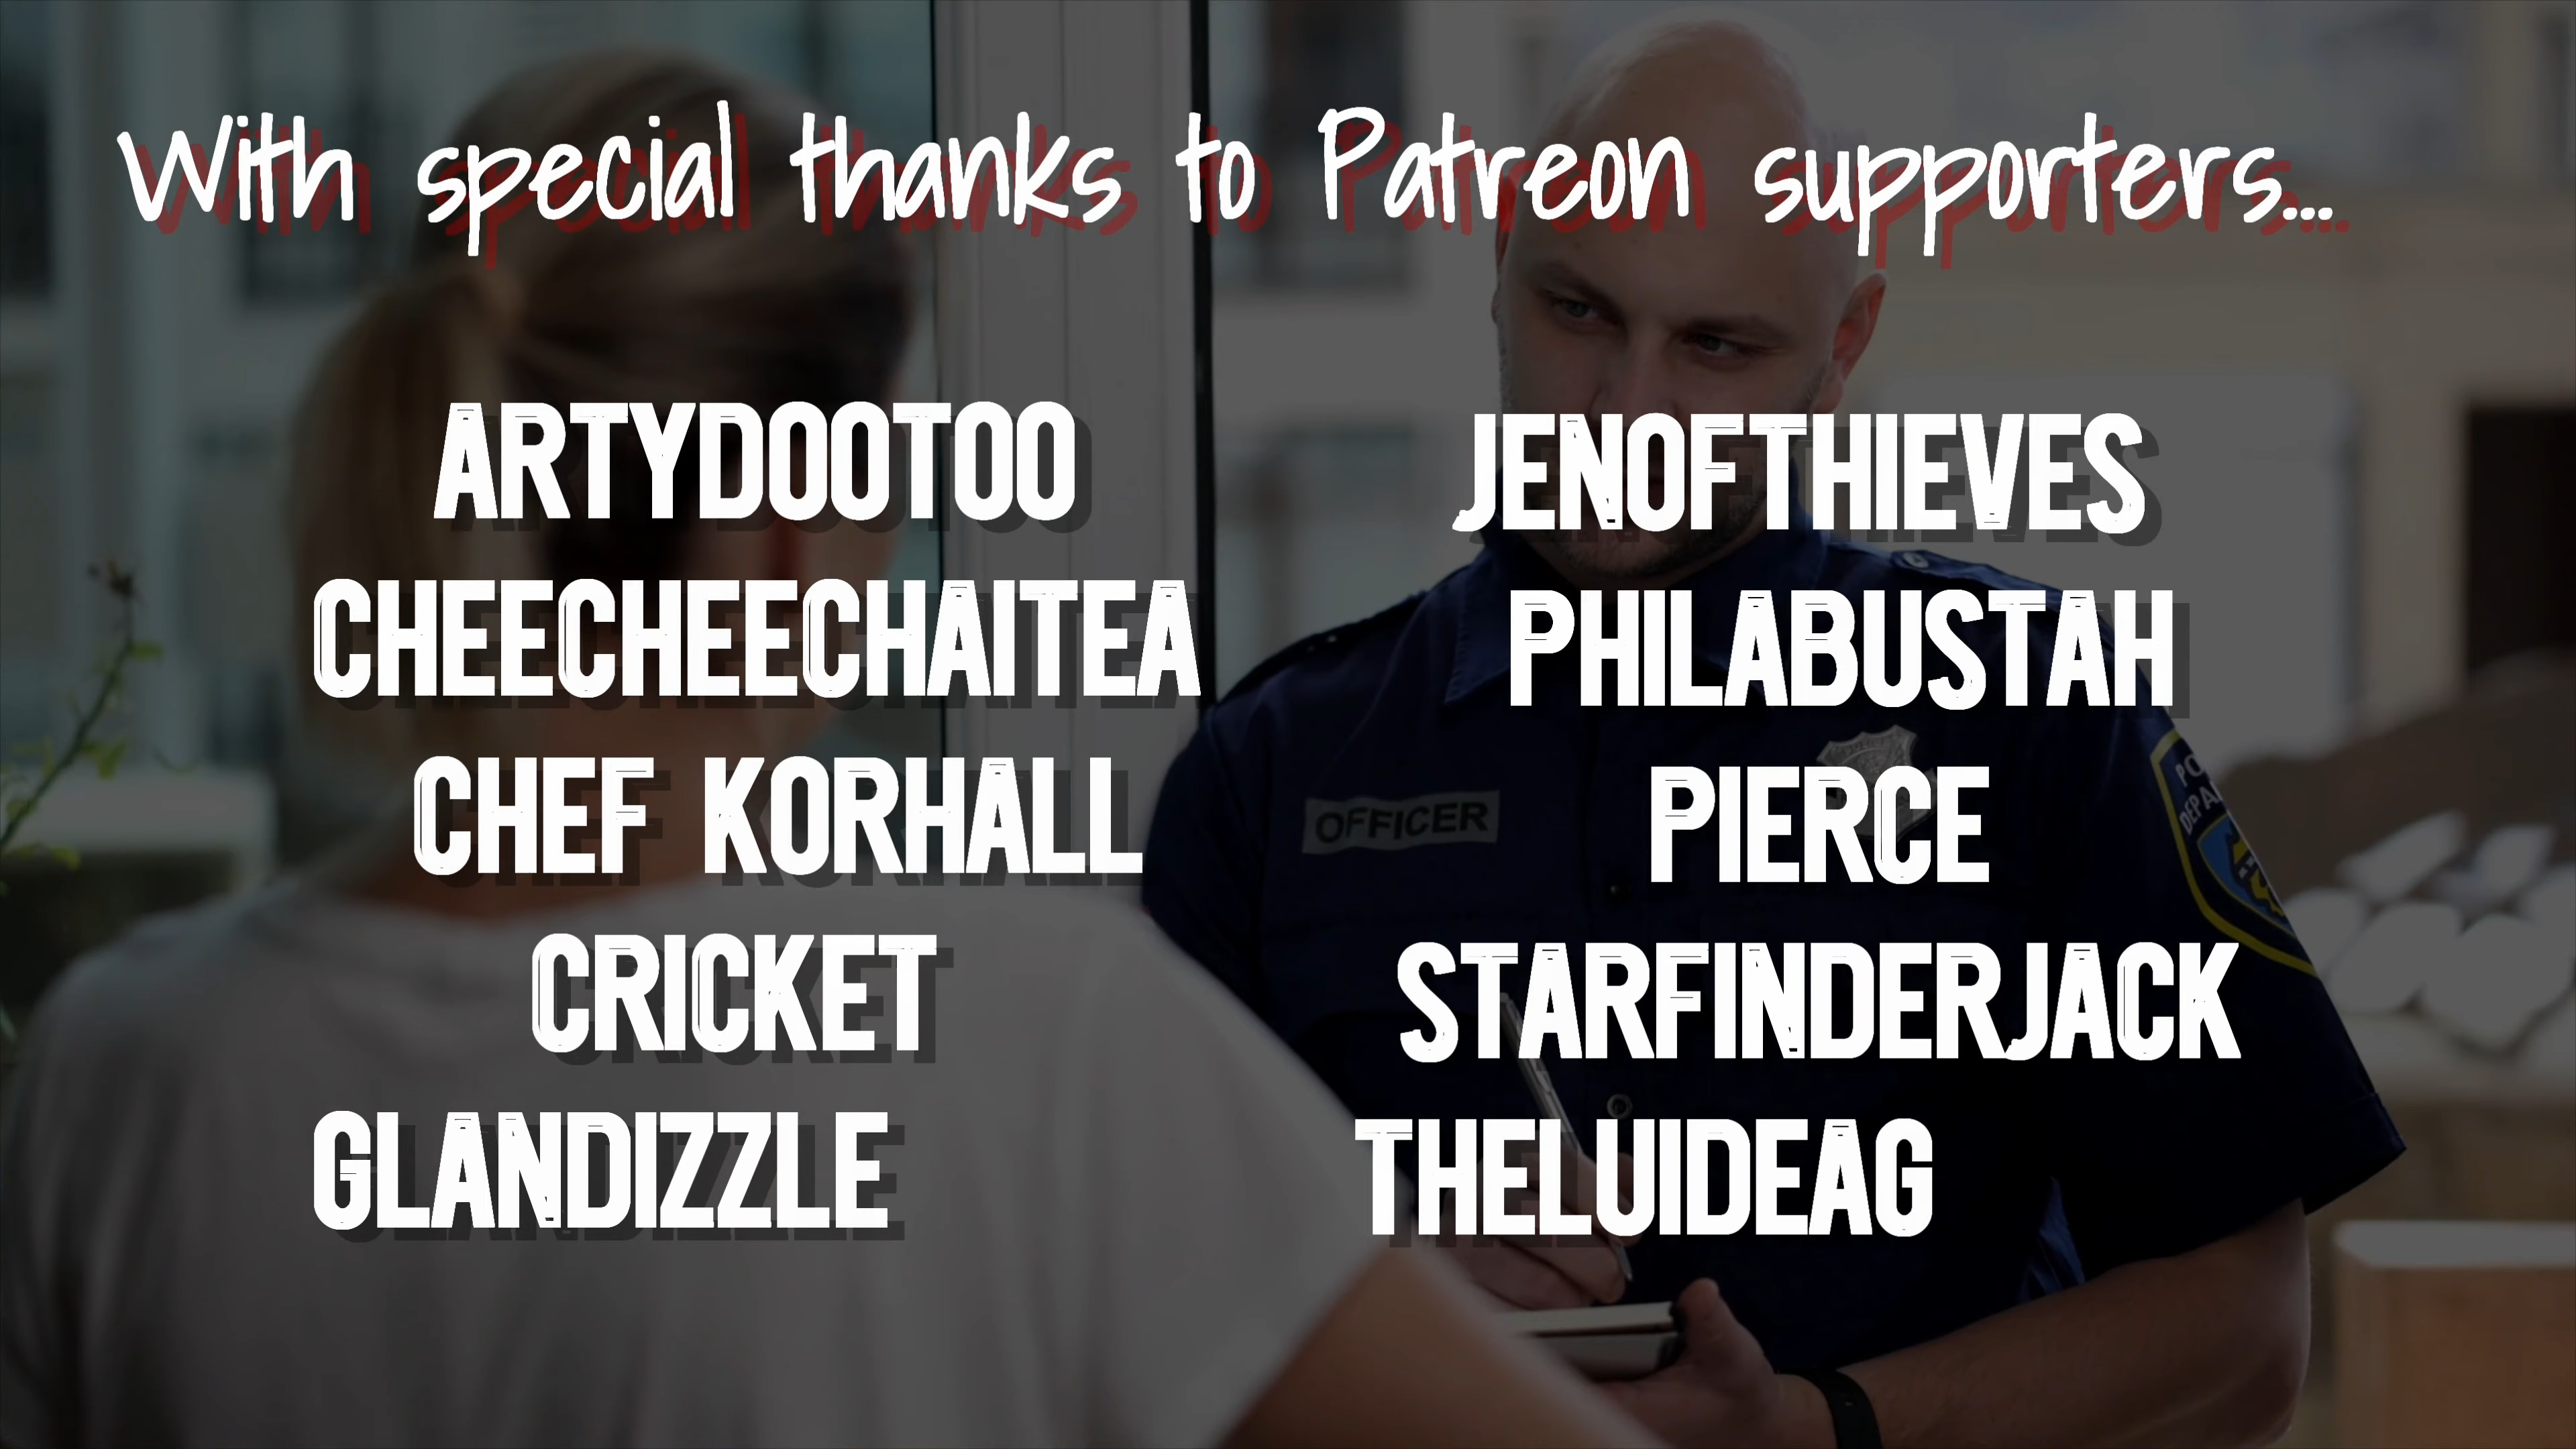 With special thanks to Patreon supporters...
ARTYDOOTOO
CHEECHEECHAITEA
CHEF KORHALL
CRICKET
GLANDIZZLE
JENOFTHIEVES
PHILABUSTAH
PIERCE
STARFINDERJACK
THELUIDEAG
OFFICER